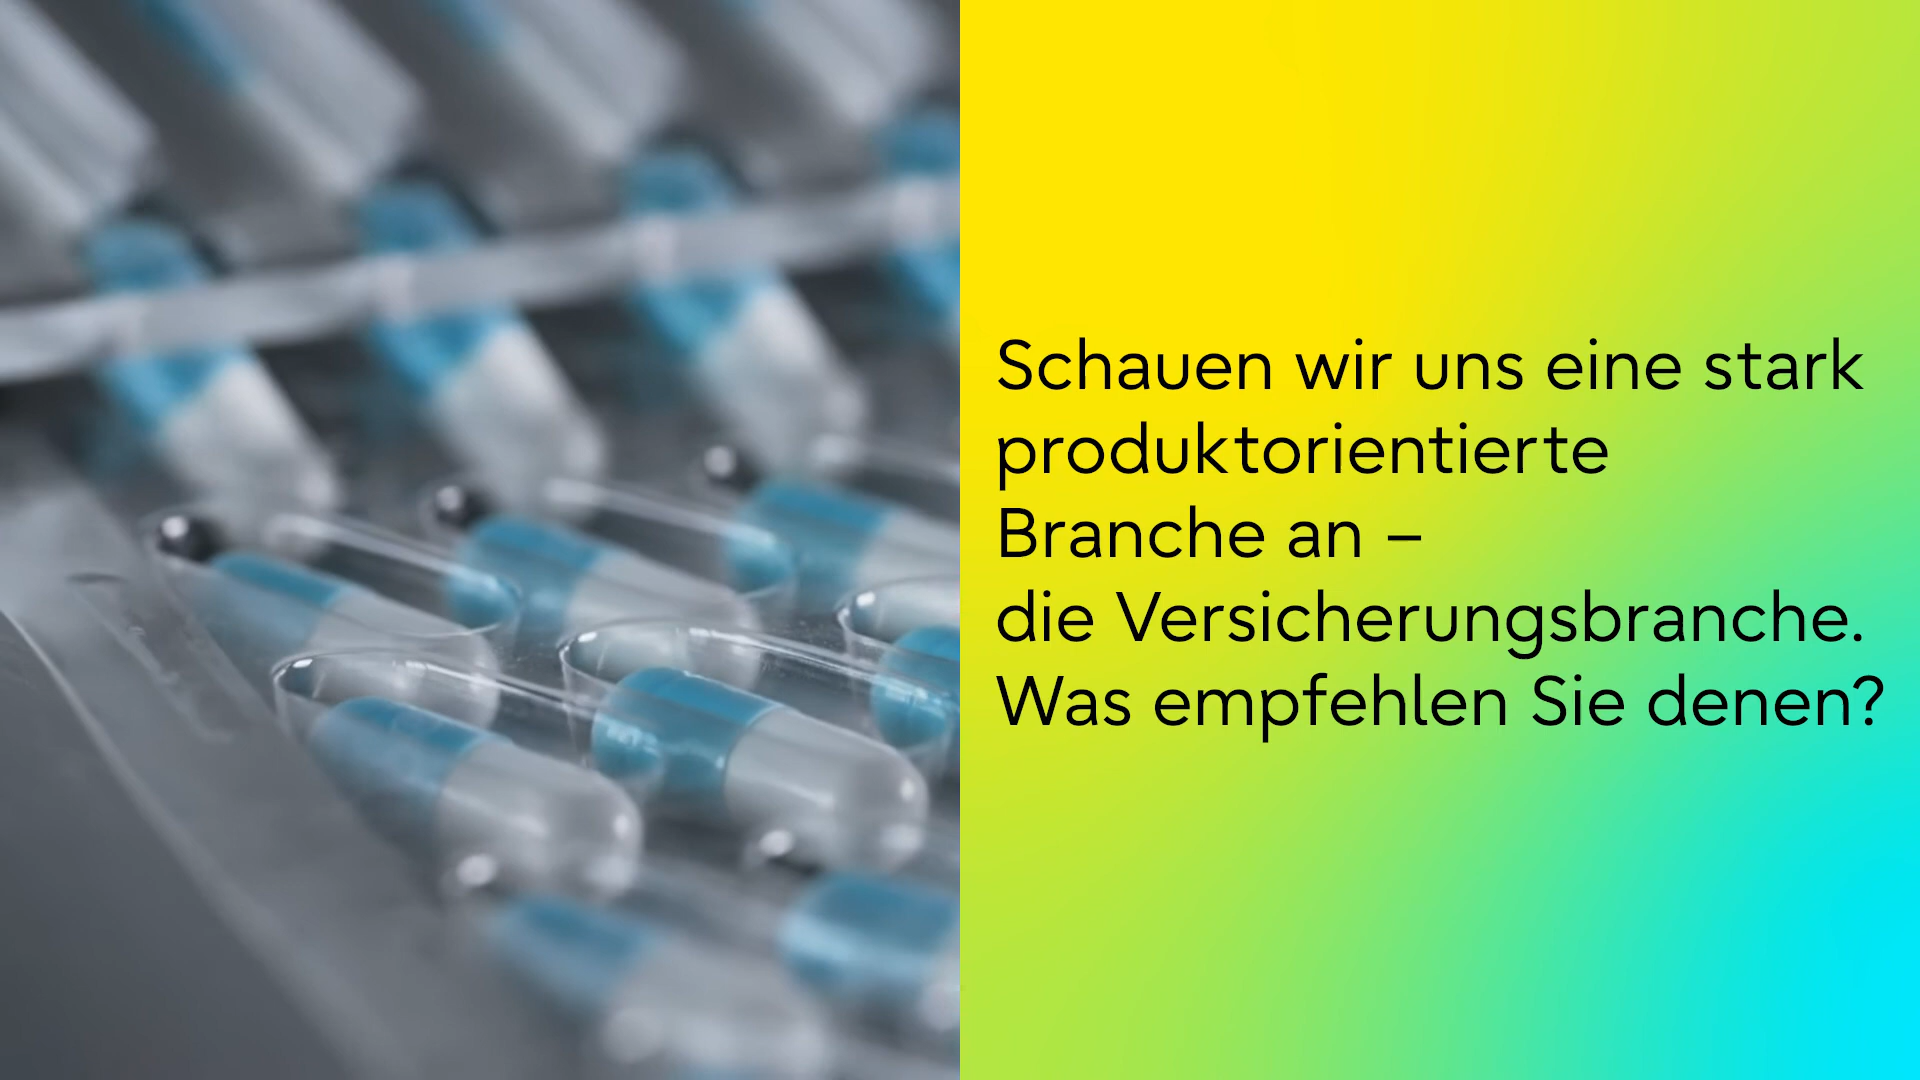 Schauen wir uns eine stark
produktorientierte
Branche an –
die Versicherungsbranche.
Was empfehlen Sie denen?